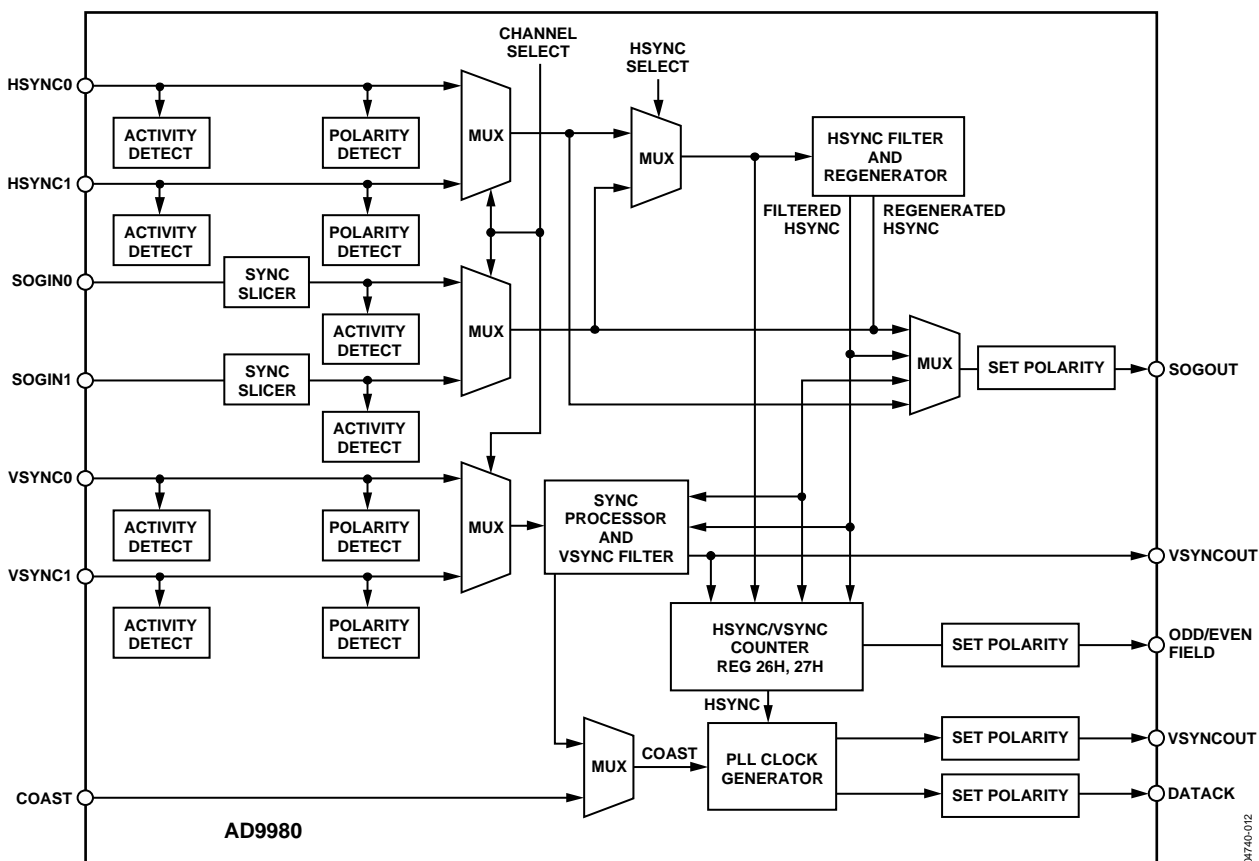 CHANNEL
SELECT
HSYNC
SELECT
HSYNC0
ACTIVITY
DETECT
POLARITY
DETECT
MUX
MUX
HSYNC FILTER
AND
REGENERATOR
HSYNC1
ACTIVITY
DETECT
POLARITY
DETECT
FILTERED
HSYNC
REGENERATED
HSYNC
SOGIN0
SYNC
SLICER
ACTIVITY
DETECT
MUX
SOGIN1
SYNC
SLICER
ACTIVITY
DETECT
MUX
SET POLARITY
SOGOUT
VSYNC0
ACTIVITY
DETECT
POLARITY
DETECT
MUX
SYNC
PROCESSOR
AND
VSYNC FILTER
VSYNCOUT
VSYNC1
ACTIVITY
DETECT
POLARITY
DETECT
HSYNC/VSYNC
COUNTER
REG 26H, 27H
SET POLARITY
ODD/EVEN
FIELD
HSYNC
MUX
COAST
PLL CLOCK
GENERATOR
SET POLARITY
VSYNCOUT
SET POLARITY
DATACK
COAST
AD9980
04740-012